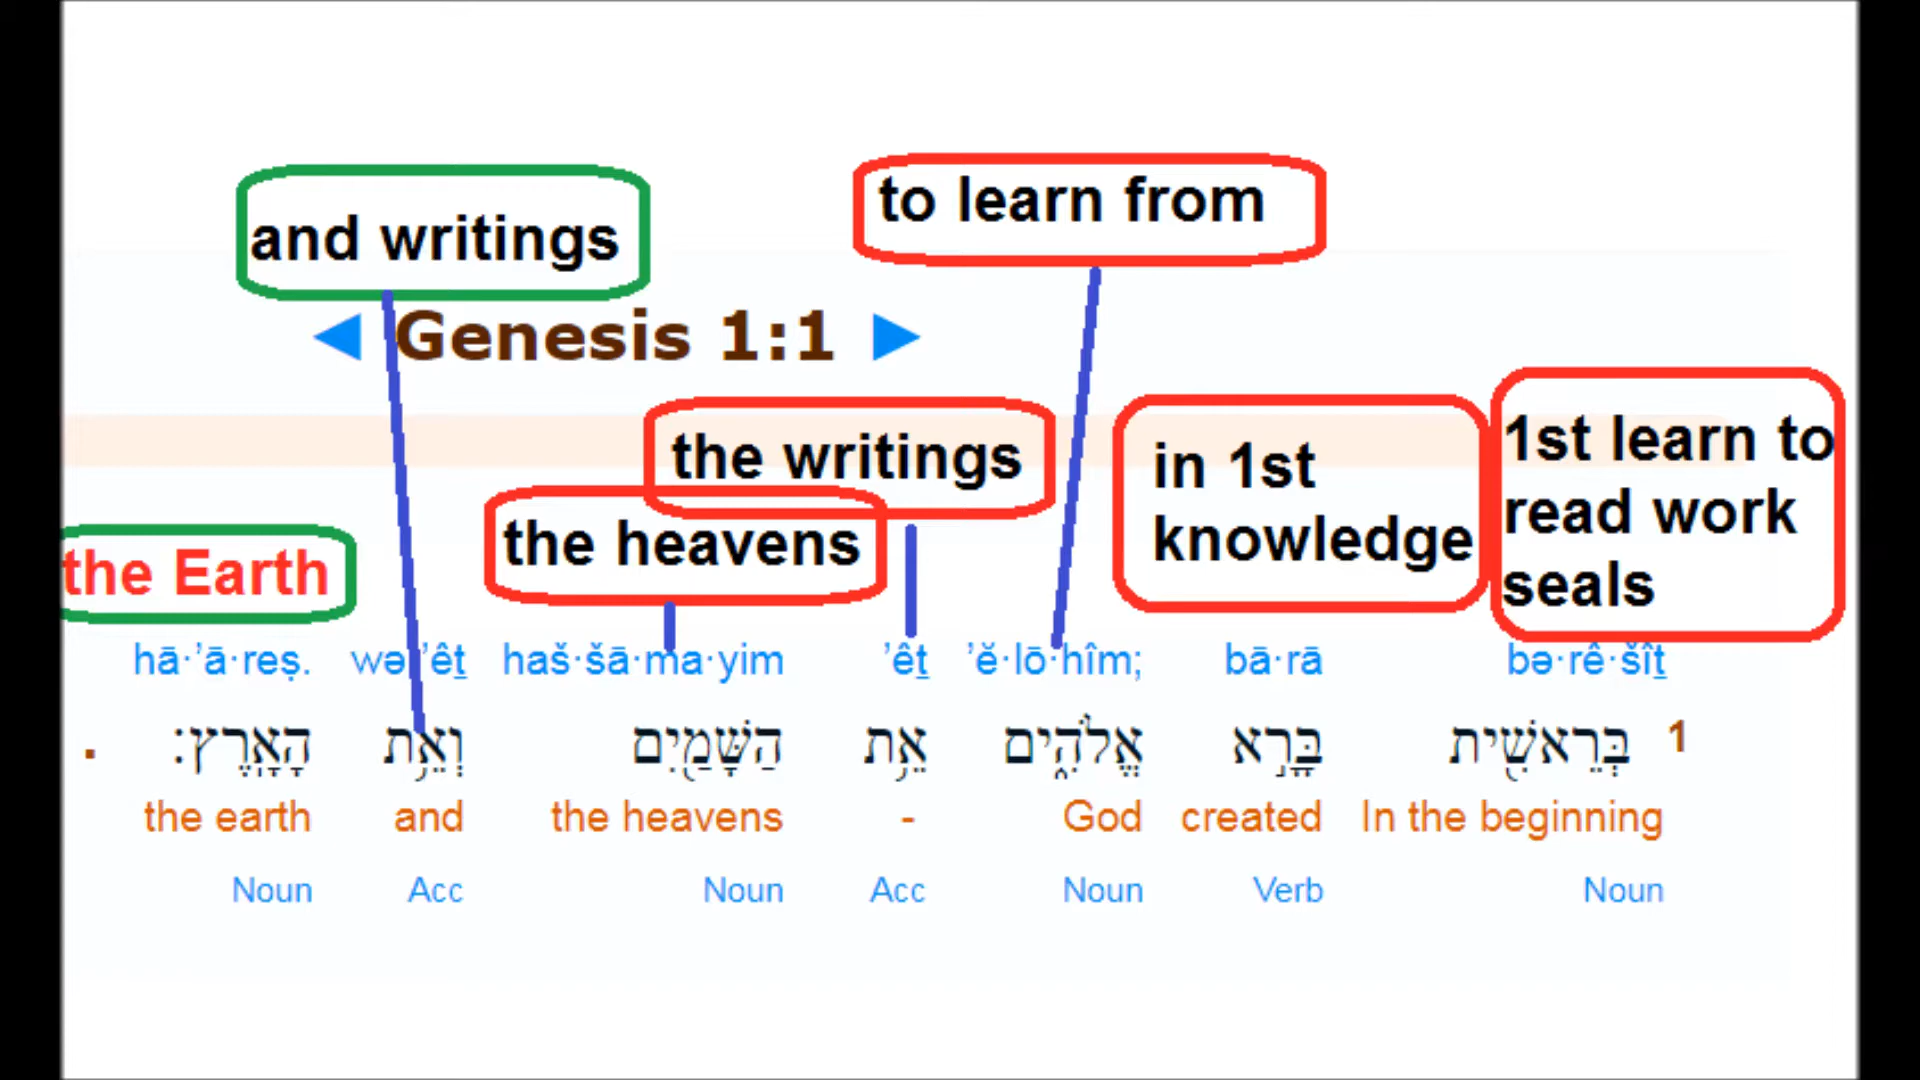 to learn from
and writings
◄ Genesis 1:1 ►
1st learn to
read work
seals
in 1st
knowledge
the writings
the heavens
the Earth
hā·’ā·reṣ. wə·’êṯ haš·šā·ma·yim ’êṯ ’ĕ·lō·hîm; bā·rā bə·rê·šîṯ
1 בְּרֵאשִׁ֖ית בָּרָ֣א אֱלֹהִ֑ים אֵ֥ת הַשָּׁמַ֖יִם וְאֵ֥ת הָאָֽרֶץ׃ .
the earth and the heavens - God created In the beginning
Noun Acc Noun Acc Noun Verb Noun